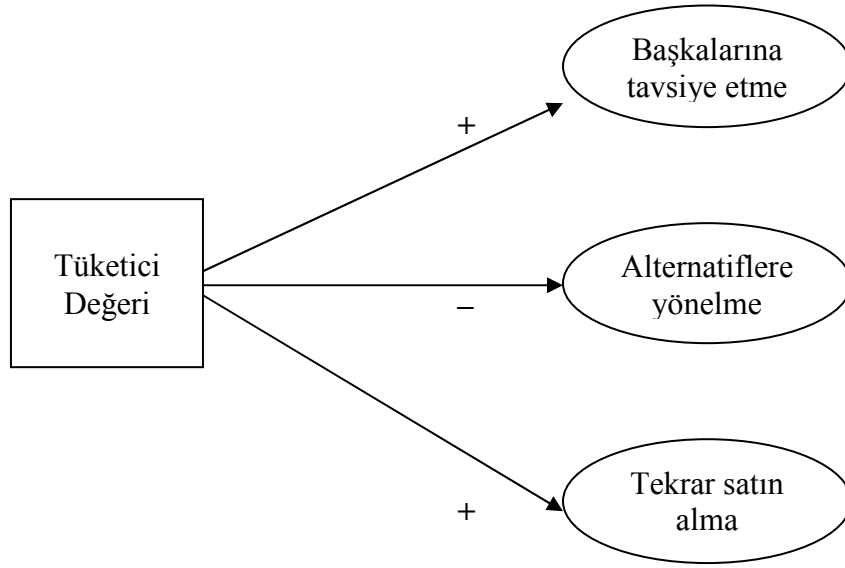 Başkalarına
tavsiye etme
+
Tüketici
Değeri
Alternatiflere
yönelme
–
Tekrar satın
alma
+